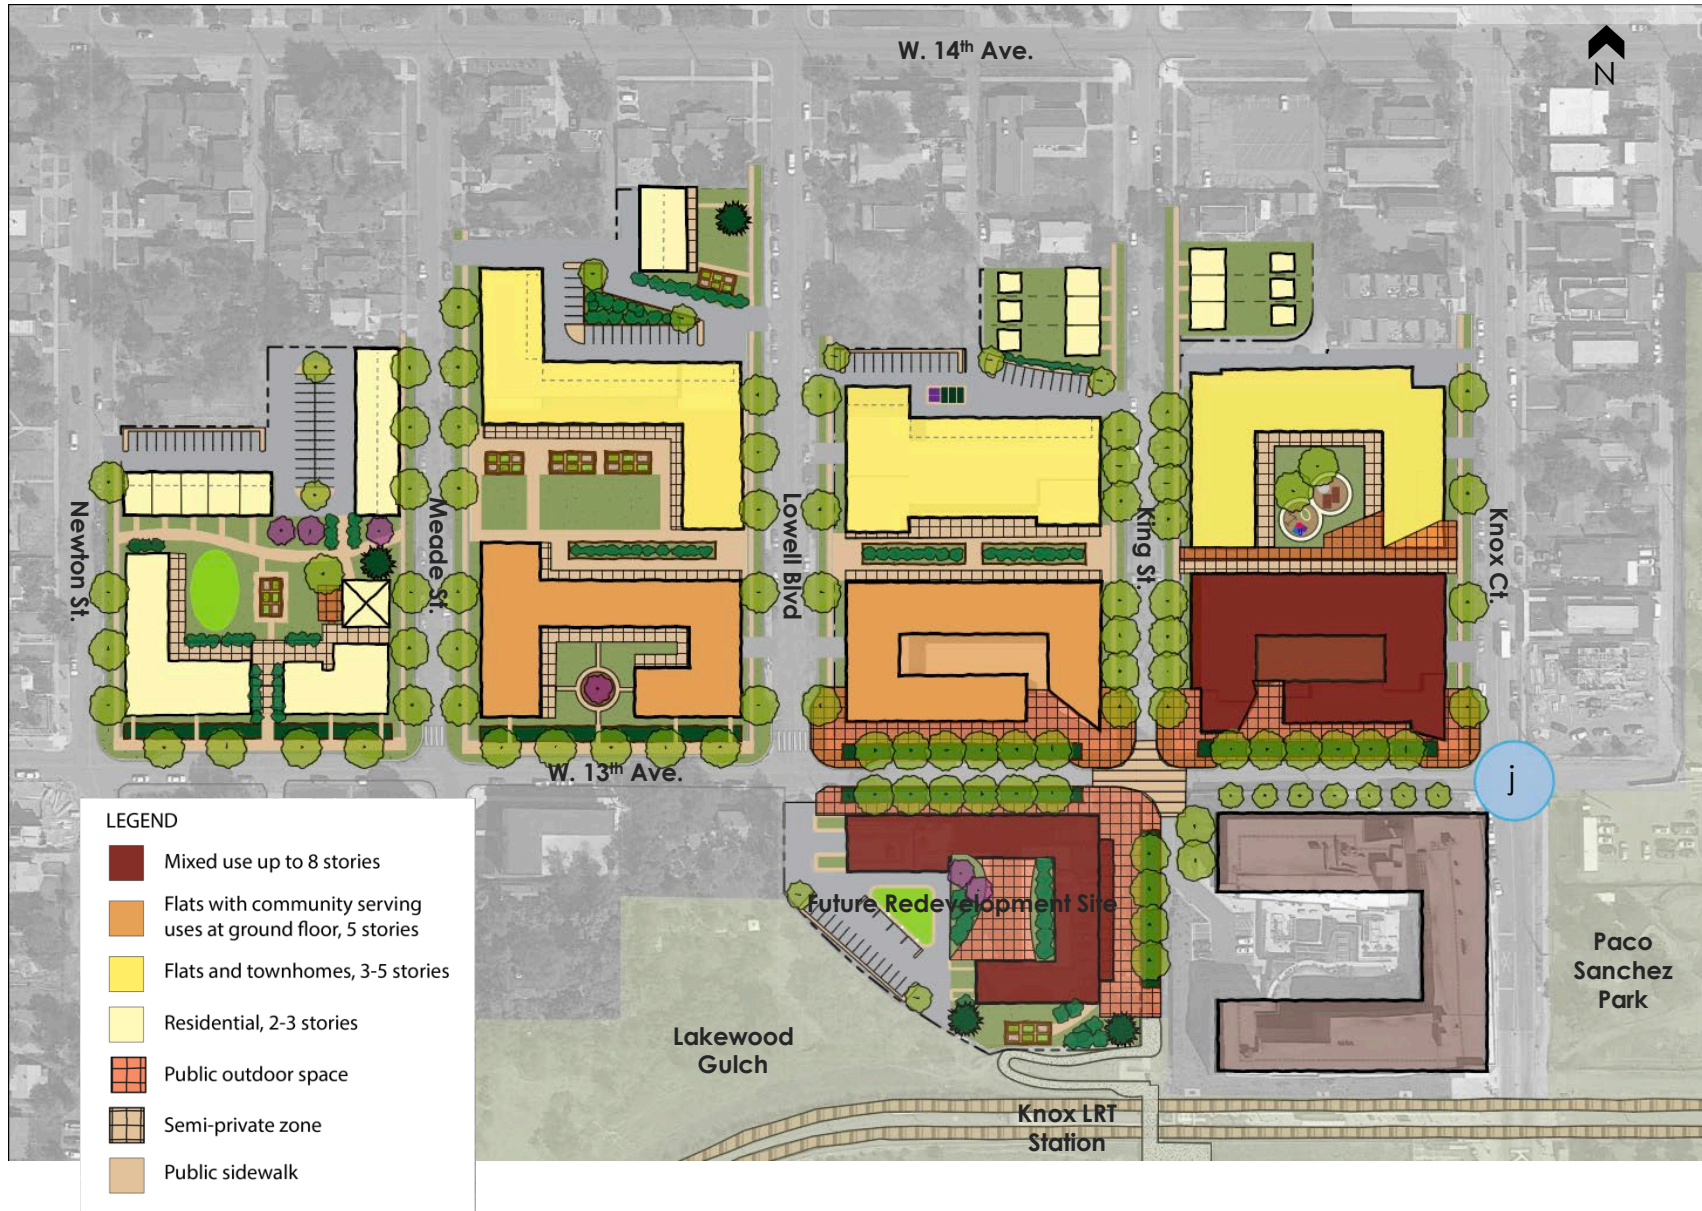 W. 14th Ave.
N
Newton St.
Meade St.
Lowell Blvd
King St.
Knox Ct.
W. 13th Ave.
j
LEGEND
Mixed use up to 8 stories
Flats with community serving
uses at ground floor, 5 stories
Flats and townhomes, 3-5 stories
Residential, 2-3 stories
Public outdoor space
Semi-private zone
Public sidewalk
Future Redevelopment Site
Paco
Sanchez
Park
Lakewood
Gulch
Knox LRT
Station